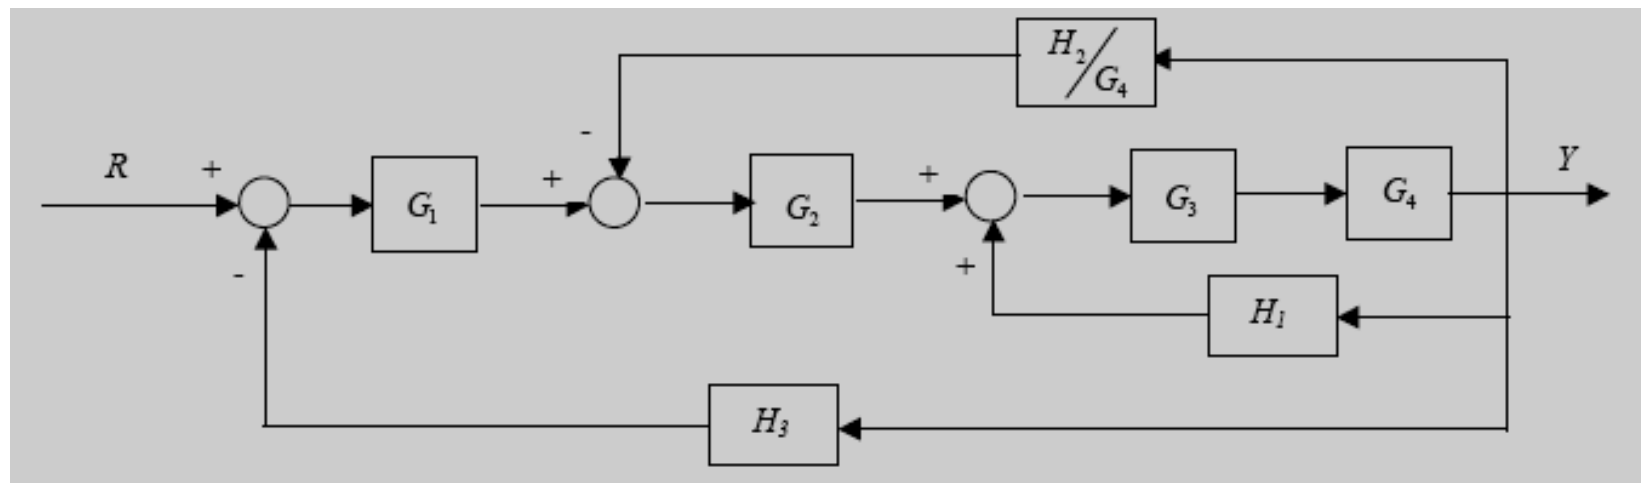 H₂/G₄
-
R
+
G₁
+
G₂
+
G₃
G₄
Y
-
+
H₁
H₃